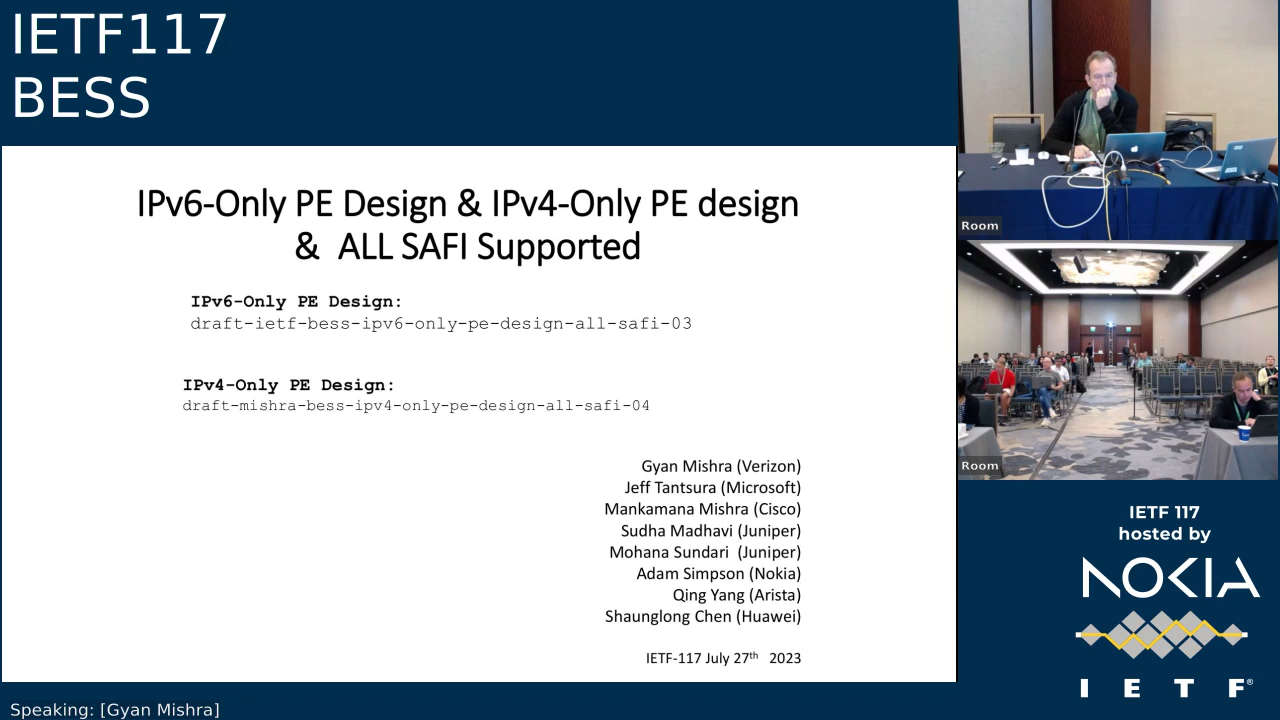 IETF117
BESS
IPv6-Only PE Design & IPv4-Only PE design
& ALL SAFI Supported
IPv6-Only PE Design:
draft-ietf-bess-ipv6-only-pe-design-all-safi-03
IPv4-Only PE Design:
draft-mishra-bess-ipv4-only-pe-design-all-safi-04
Gyan Mishra (Verizon)
Jeff Tantsura (Microsoft)
Mankamana Mishra (Cisco)
Sudha Madhavi (Juniper)
Mohana Sundari (Juniper)
Adam Simpson (Nokia)
Qing Yang (Arista)
Shaunglong Chen (Huawei)
IETF-117 July 27th 2023
Room
Room
IETF 117
hosted by
NOKIA
I E T F®
Speaking: [Gyan Mishra]